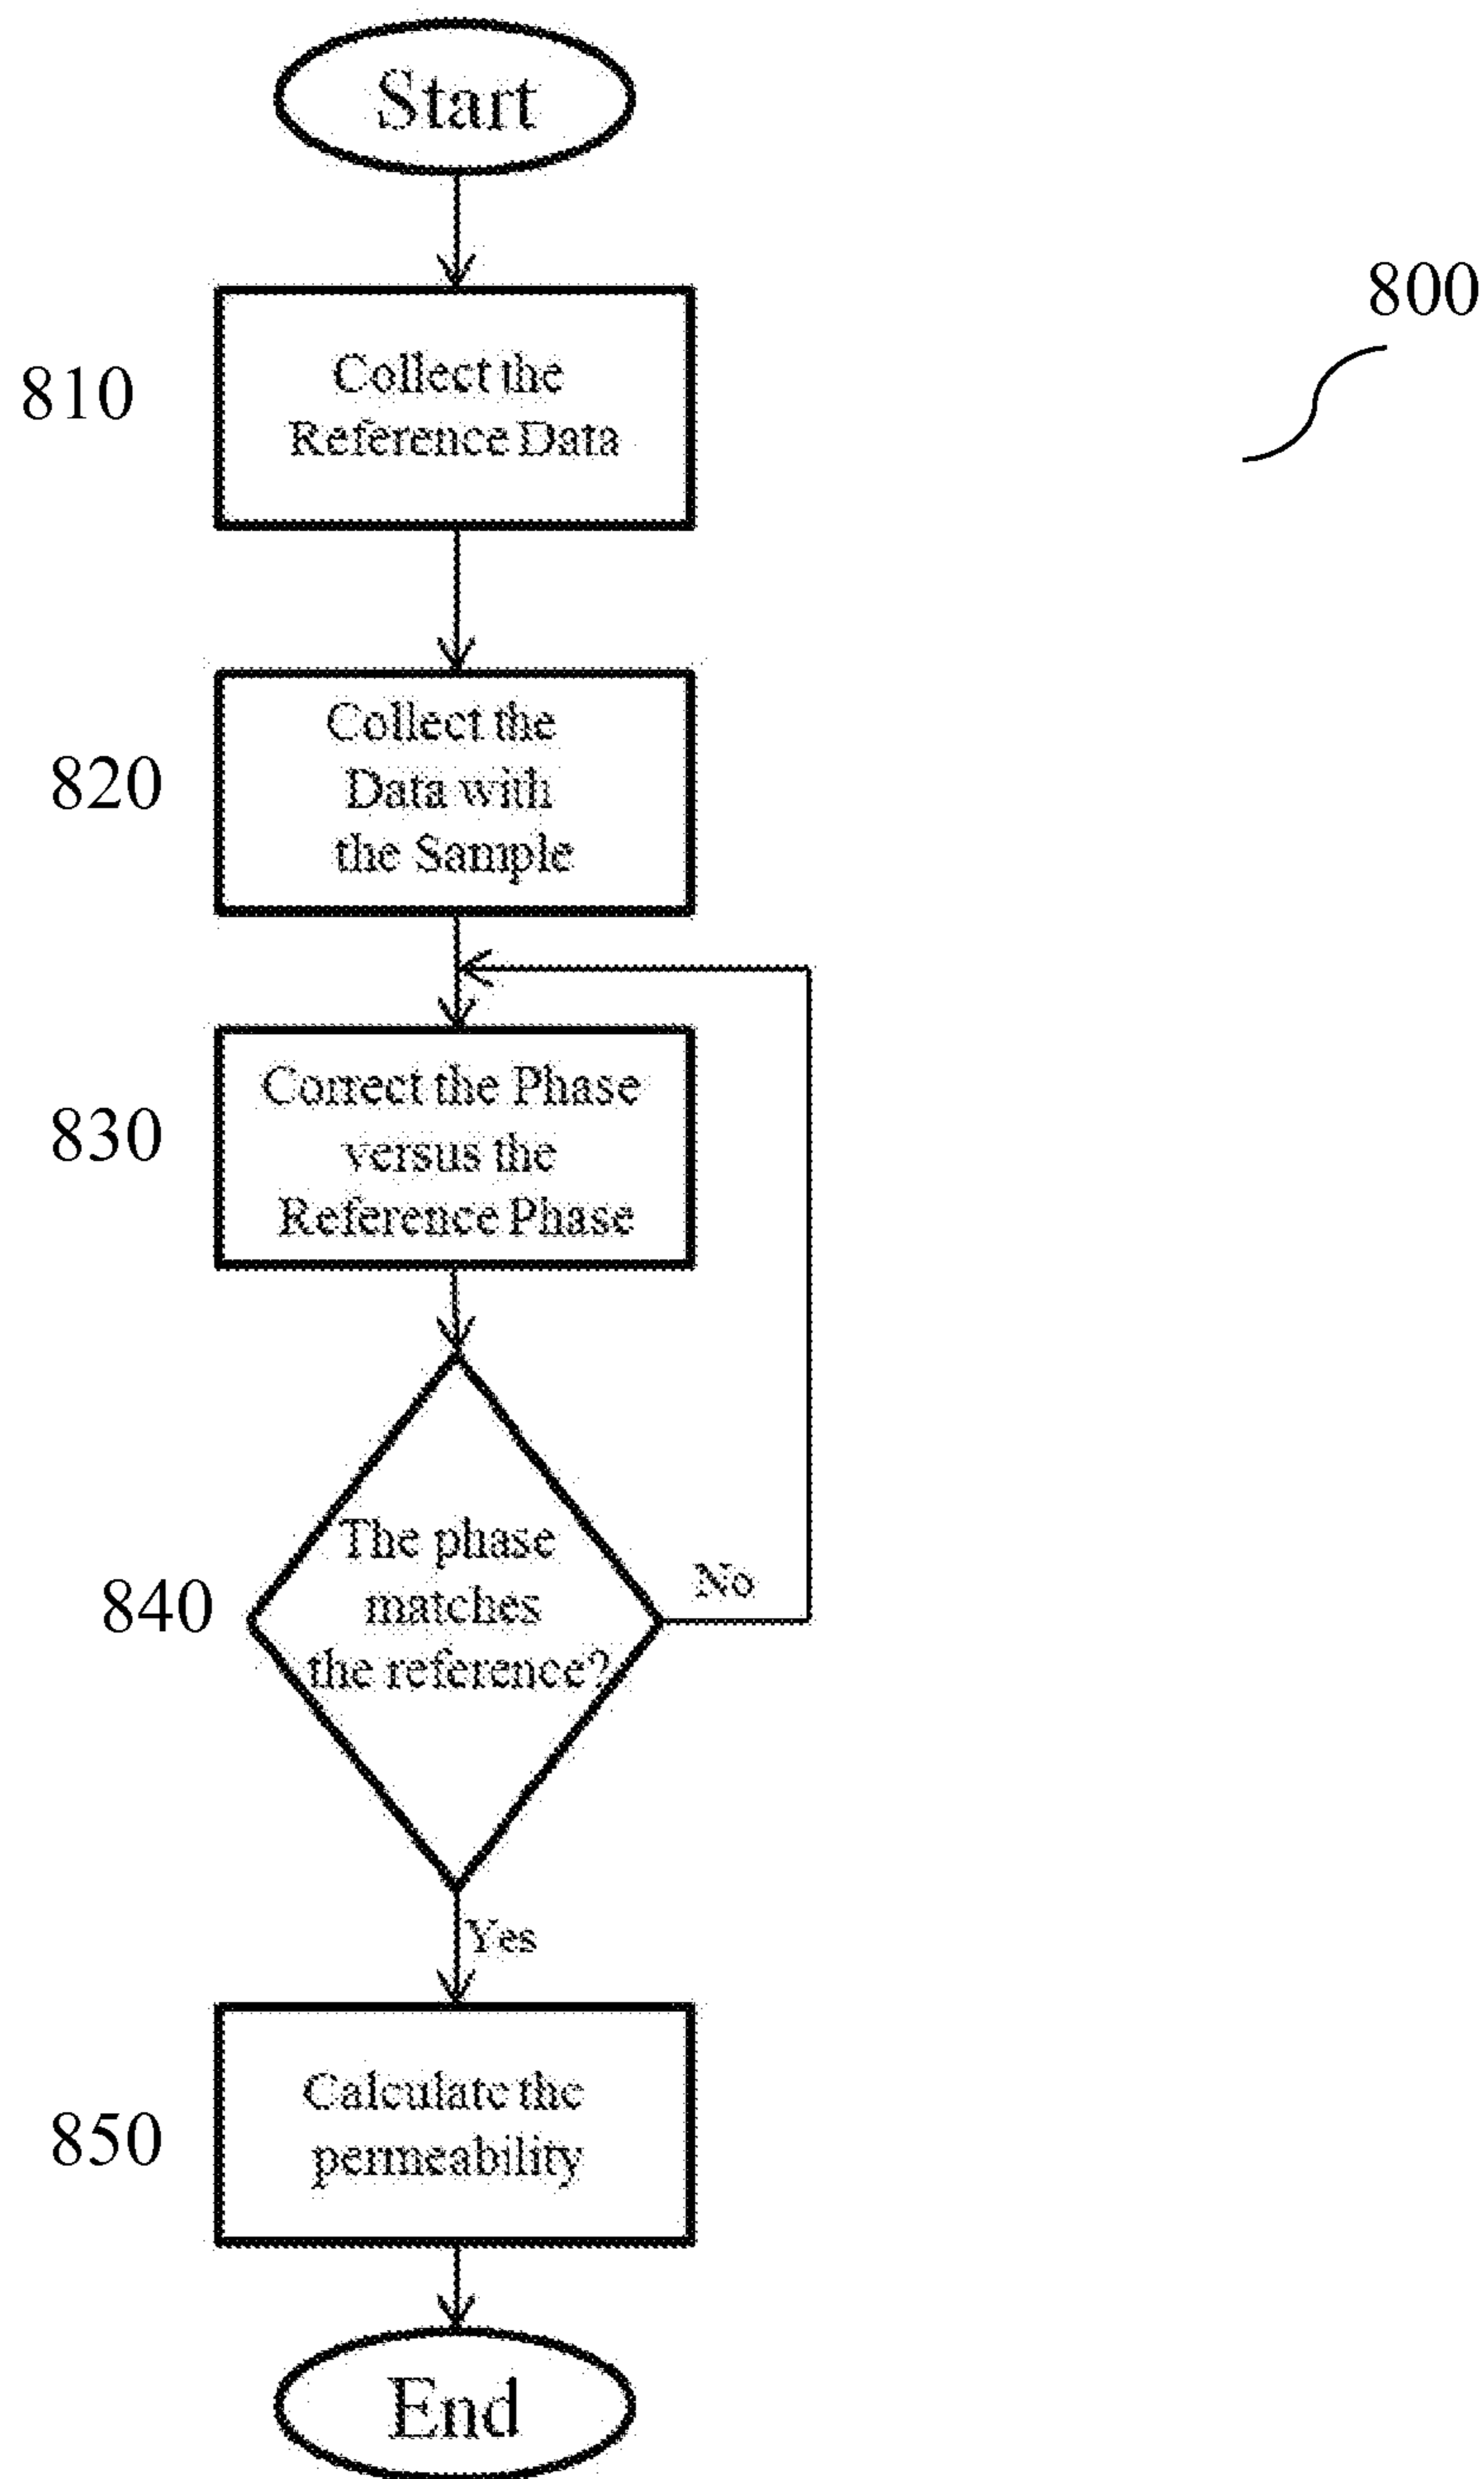 Start
800
810
Collect the
Reference Data
820
Collect the
Data with
the Sample
830
Correct the Phase
versus the
Reference Phase
840
The phase
matches
the reference?
No
Yes
850
Calculate the
permeability
End